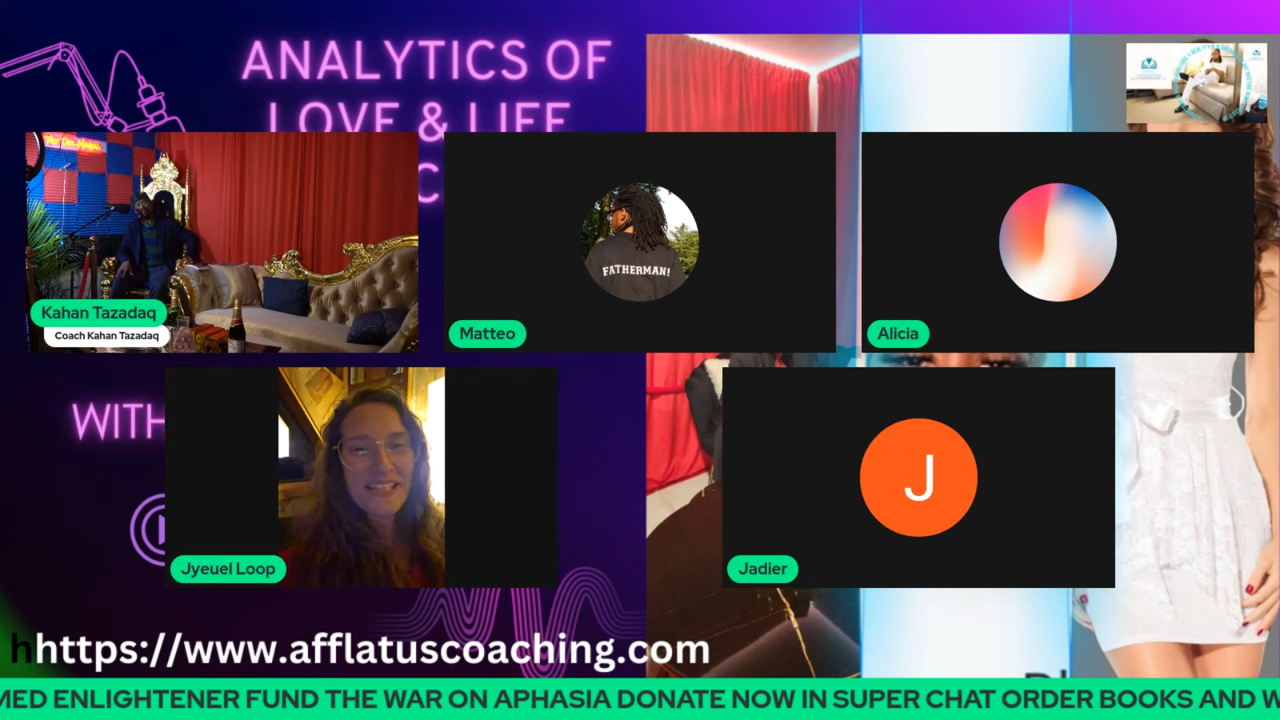 ANALYTICS OF
LOVE & LIFE
C
Kahan Tazadaq
Coach Kahan Tazadaq
FATHERMAN!
Matteo
Alicia
WITH
Jyeuel Loop
J
Jadier
hhttps://www.afflatuscoaching.com
MED ENLIGHTENER FUND THE WAR ON APHASIA DONATE NOW IN SUPER CHAT ORDER BOOKS AND W